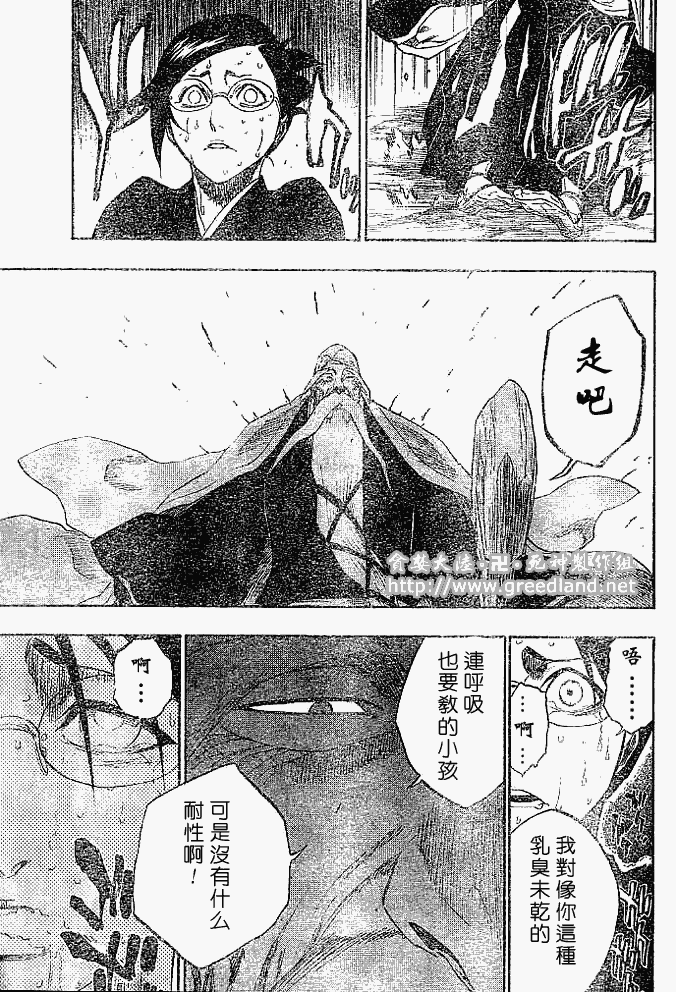 走吧
貪婪大陸·卍·死神製作組
http://www.greedland.net
唔……
…啊…
我對像你這種
乳臭未乾的
連呼吸
也要教的小孩
可是沒有什么
耐性啊！
啊…